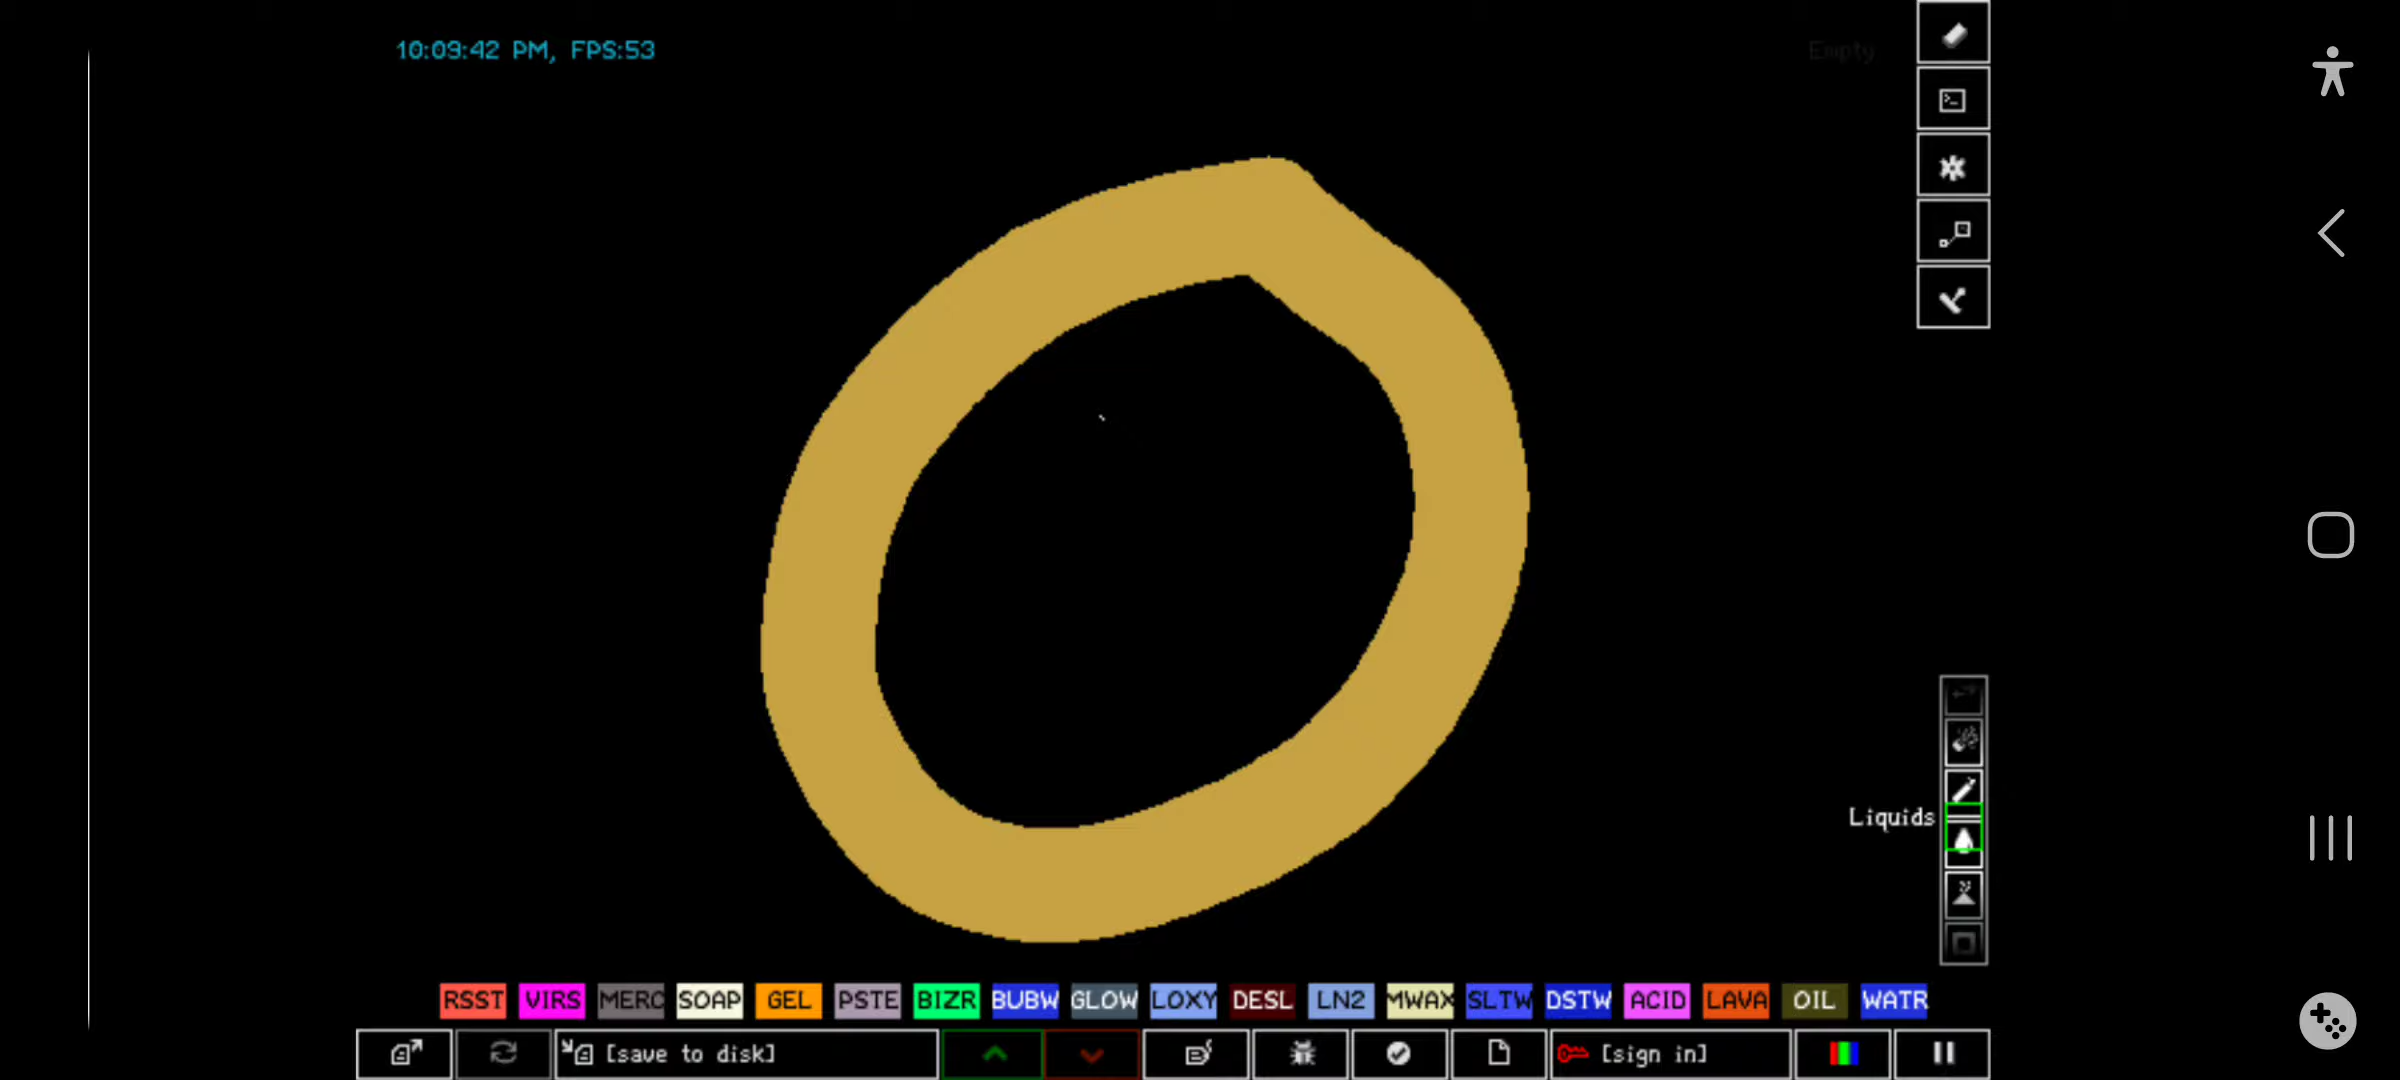 10:09:42 PM, FPS:53
Empty
Liquids
RSST VIRS MERC SOAP GEL PSTE BIZR BUBW GLOW LOXY DESL LN2 MWAX SLTW DSTW ACID LAVA OIL WATR
[save to disk] [sign in]